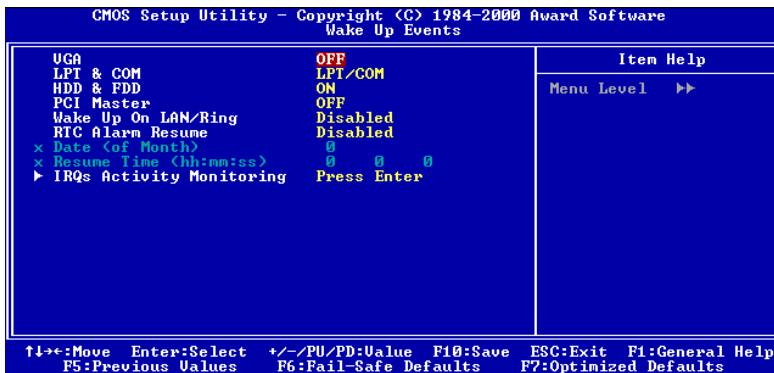 CMOS Setup Utility - Copyright (C) 1984-2000 Award Software
Wake Up Events
VGA OFF
LPT & COM LPT/COM
HDD & FDD ON
PCI Master OFF
Wake Up On LAN/Ring Disabled
RTC Alarm Resume Disabled
x Date (of Month) 0
x Resume Time (hh:mm:ss) 0 0 0
▶ IRQs Activity Monitoring Press Enter
Item Help
Menu Level ▶▶
↑↓→←:Move Enter:Select +/-/PU/PD:Value F10:Save ESC:Exit F1:General Help
F5:Previous Values F6:Fail-Safe Defaults F7:Optimized Defaults